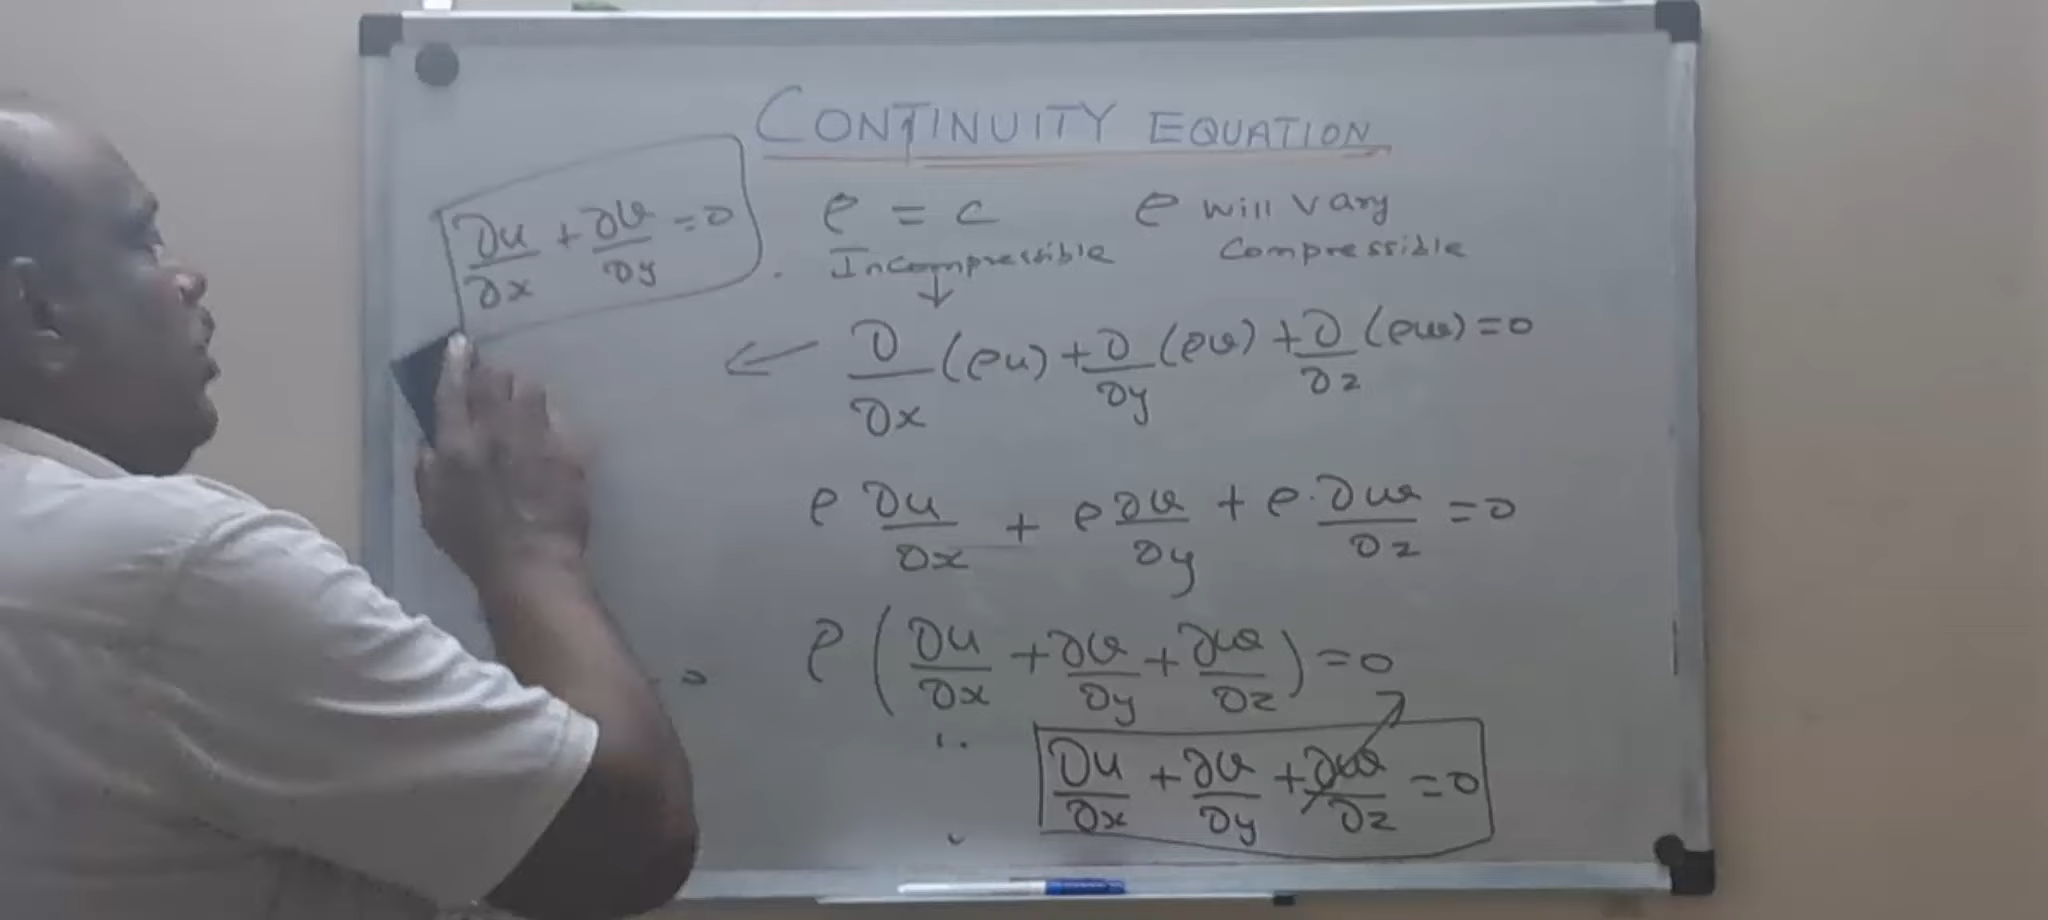 CONTINUITY EQUATION
∂u/∂x + ∂v/∂y = 0
ρ = c
Incompressible
ρ will vary
Compressible
∂/∂x (ρu) + ∂/∂y (ρv) + ∂/∂z (ρw) = 0
ρ ∂u/∂x + ρ ∂v/∂y + ρ · ∂w/∂z = 0
ρ ( ∂u/∂x + ∂v/∂y + ∂w/∂z ) = 0
∂u/∂x + ∂v/∂y + ∂w/∂z = 0